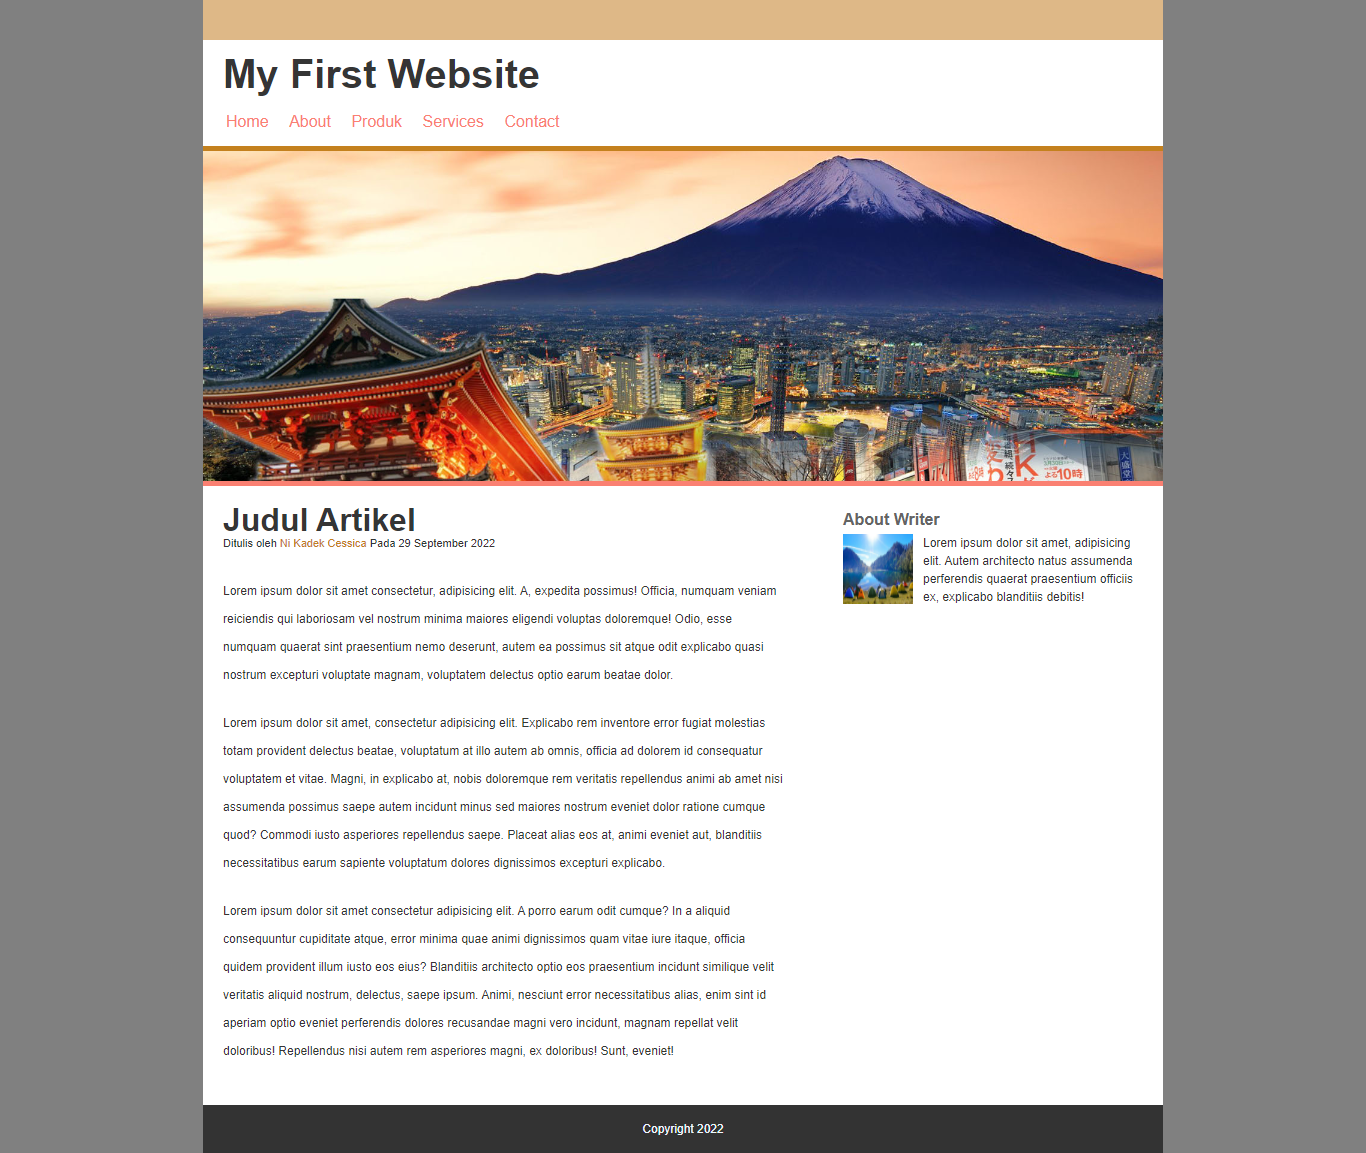 My First Website
Home About Produk Services Contact
大盛堂
上る10時
Judul Artikel
Ditulis oleh Ni Kadek Cessica Pada 29 September 2022
Lorem ipsum dolor sit amet consectetur, adipisicing elit. A, expedita possimus! Officia, numquam veniam
reiciendis qui laboriosam vel nostrum minima maiores eligendi voluptas doloremque! Odio, esse
numquam quaerat sint praesentium nemo deserunt, autem ea possimus sit atque odit explicabo quasi
nostrum excepturi voluptate magnam, voluptatem delectus optio earum beatae dolor.
Lorem ipsum dolor sit amet, consectetur adipisicing elit. Explicabo rem inventore error fugiat molestias
totam provident delectus beatae, voluptatum at illo autem ab omnis, officia ad dolorem id consequatur
voluptatem et vitae. Magni, in explicabo at, nobis doloremque rem veritatis repellendus animi ab amet nisi
assumenda possimus saepe autem incidunt minus sed maiores nostrum eveniet dolor ratione cumque
quod? Commodi iusto asperiores repellendus saepe. Placeat alias eos at, animi eveniet aut, blanditiis
necessitatibus earum sapiente voluptatum dolores dignissimos excepturi explicabo.
Lorem ipsum dolor sit amet consectetur adipisicing elit. A porro earum odit cumque? In a aliquid
consequuntur cupiditate atque, error minima quae animi dignissimos quam vitae iure itaque, officia
quidem provident illum iusto eos eius? Blanditiis architecto optio eos praesentium incidunt similique velit
veritatis aliquid nostrum, delectus, saepe ipsum. Animi, nesciunt error necessitatibus alias, enim sint id
aperiam optio eveniet perferendis dolores recusandae magni vero incidunt, magnam repellat velit
doloribus! Repellendus nisi autem rem asperiores magni, ex doloribus! Sunt, eveniet!
About Writer
Lorem ipsum dolor sit amet, adipisicing
elit. Autem architecto natus assumenda
perferendis quaerat praesentium officiis
ex, explicabo blanditiis debitis!
Copyright 2022